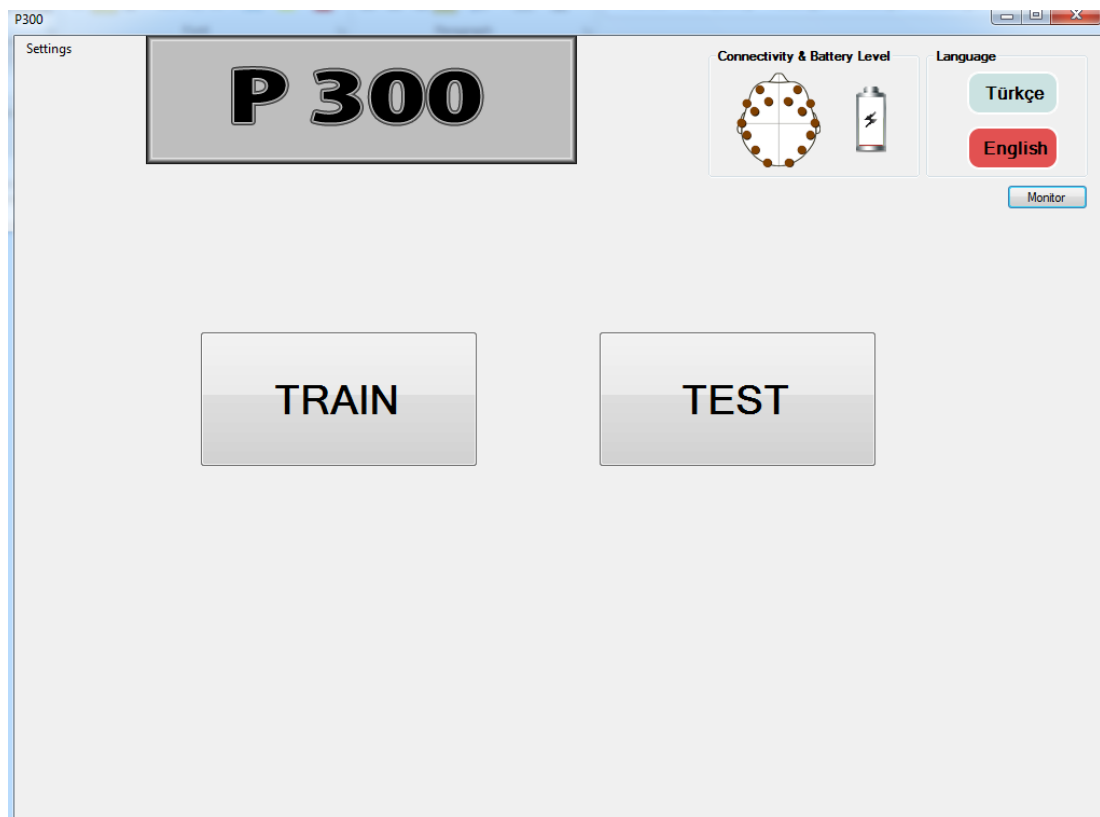 P300
Settings
P 300
Connectivity & Battery Level
Language
Türkçe
English
Monitor
TRAIN
TEST